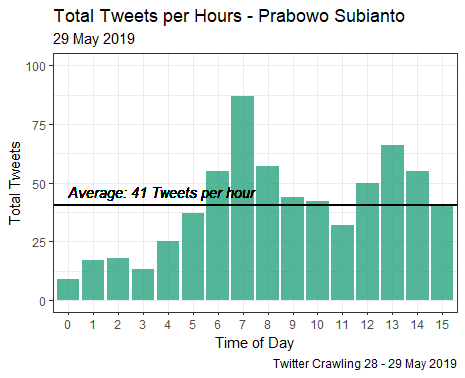 Total Tweets per Hours - Prabowo Subianto
29 May 2019
100
75
50
25
0
Total Tweets
Average: 41 Tweets per hour
0 1 2 3 4 5 6 7 8 9 10 11 12 13 14 15
Time of Day
Twitter Crawling 28 - 29 May 2019